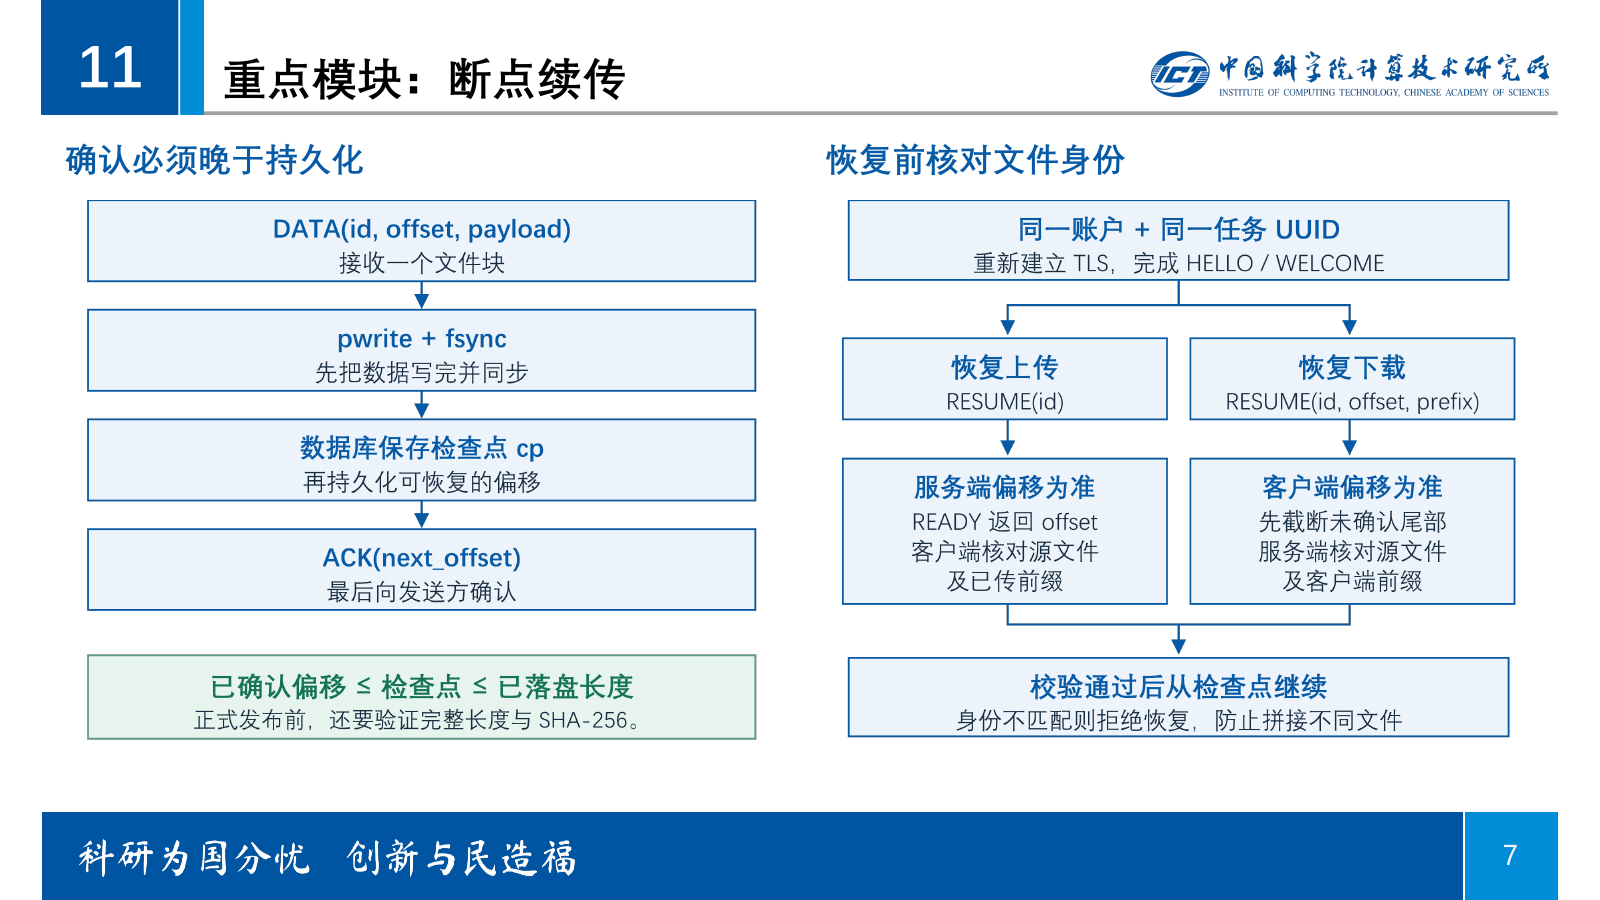 11
重点模块：断点续传
ICT
中国科学院计算技术研究所
INSTITUTE OF COMPUTING TECHNOLOGY, CHINESE ACADEMY OF SCIENCES
确认必须晚于持久化
DATA(id, offset, payload)
接收一个文件块
pwrite + fsync
先把数据写完并同步
数据库保存检查点 cp
再持久化可恢复的偏移
ACK(next_offset)
最后向发送方确认
已确认偏移 ≤ 检查点 ≤ 已落盘长度
正式发布前，还要验证完整长度与 SHA-256。
恢复前核对文件身份
同一账户 + 同一任务 UUID
重新建立 TLS，完成 HELLO / WELCOME
恢复上传
RESUME(id)
恢复下载
RESUME(id, offset, prefix)
服务端偏移为准
READY 返回 offset
客户端核对源文件
及已传前缀
客户端偏移为准
先截断未确认尾部
服务端核对源文件
及客户端前缀
校验通过后从检查点继续
身份不匹配则拒绝恢复，防止拼接不同文件
科研为国分忧 创新与民造福
7